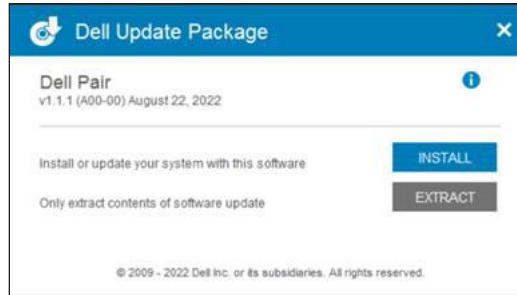 Dell Update Package
Dell Pair
v1.1.1 (A00-00) August 22, 2022
Install or update your system with this software
INSTALL
Only extract contents of software update
EXTRACT
© 2009 - 2022 Dell Inc. or its subsidiaries. All rights reserved.